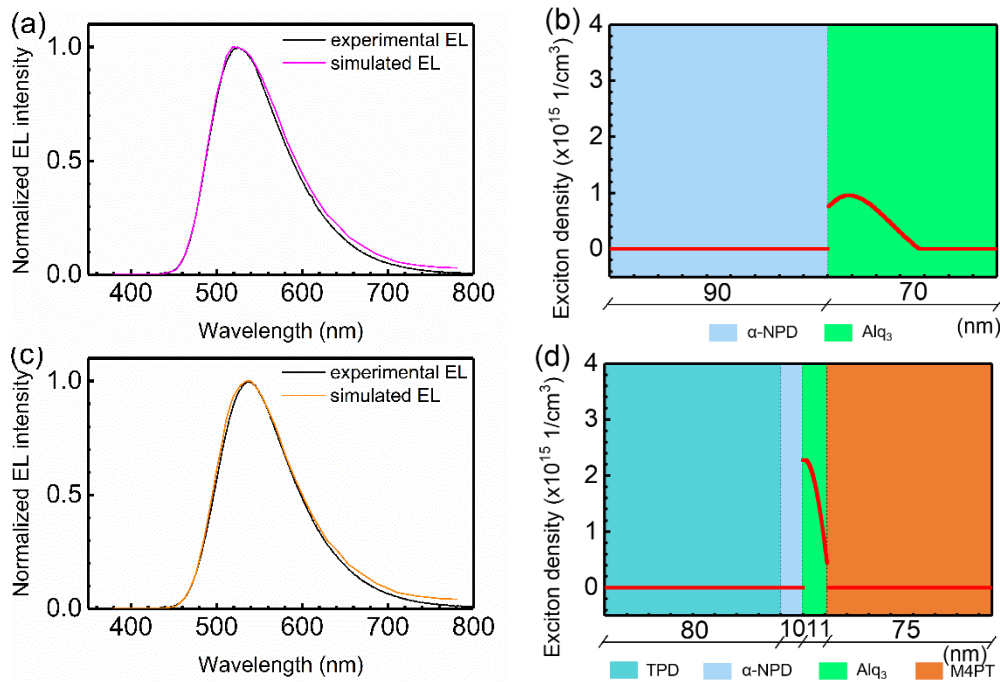 (a)
experimental EL
simulated EL
1.0
0.5
0.0
Normalized EL intensity
400 500 600 700 800
Wavelength (nm)
(b)
4
3
2
1
0
Exciton density (x10¹⁵ 1/cm³)
90 70
(nm)
α-NPD Alq₃
(c)
experimental EL
simulated EL
1.0
0.5
0.0
Normalized EL intensity
400 500 600 700 800
Wavelength (nm)
(d)
4
3
2
1
0
Exciton density (x10¹⁵ 1/cm³)
80 10 11 75
(nm)
TPD α-NPD Alq₃ M4PT